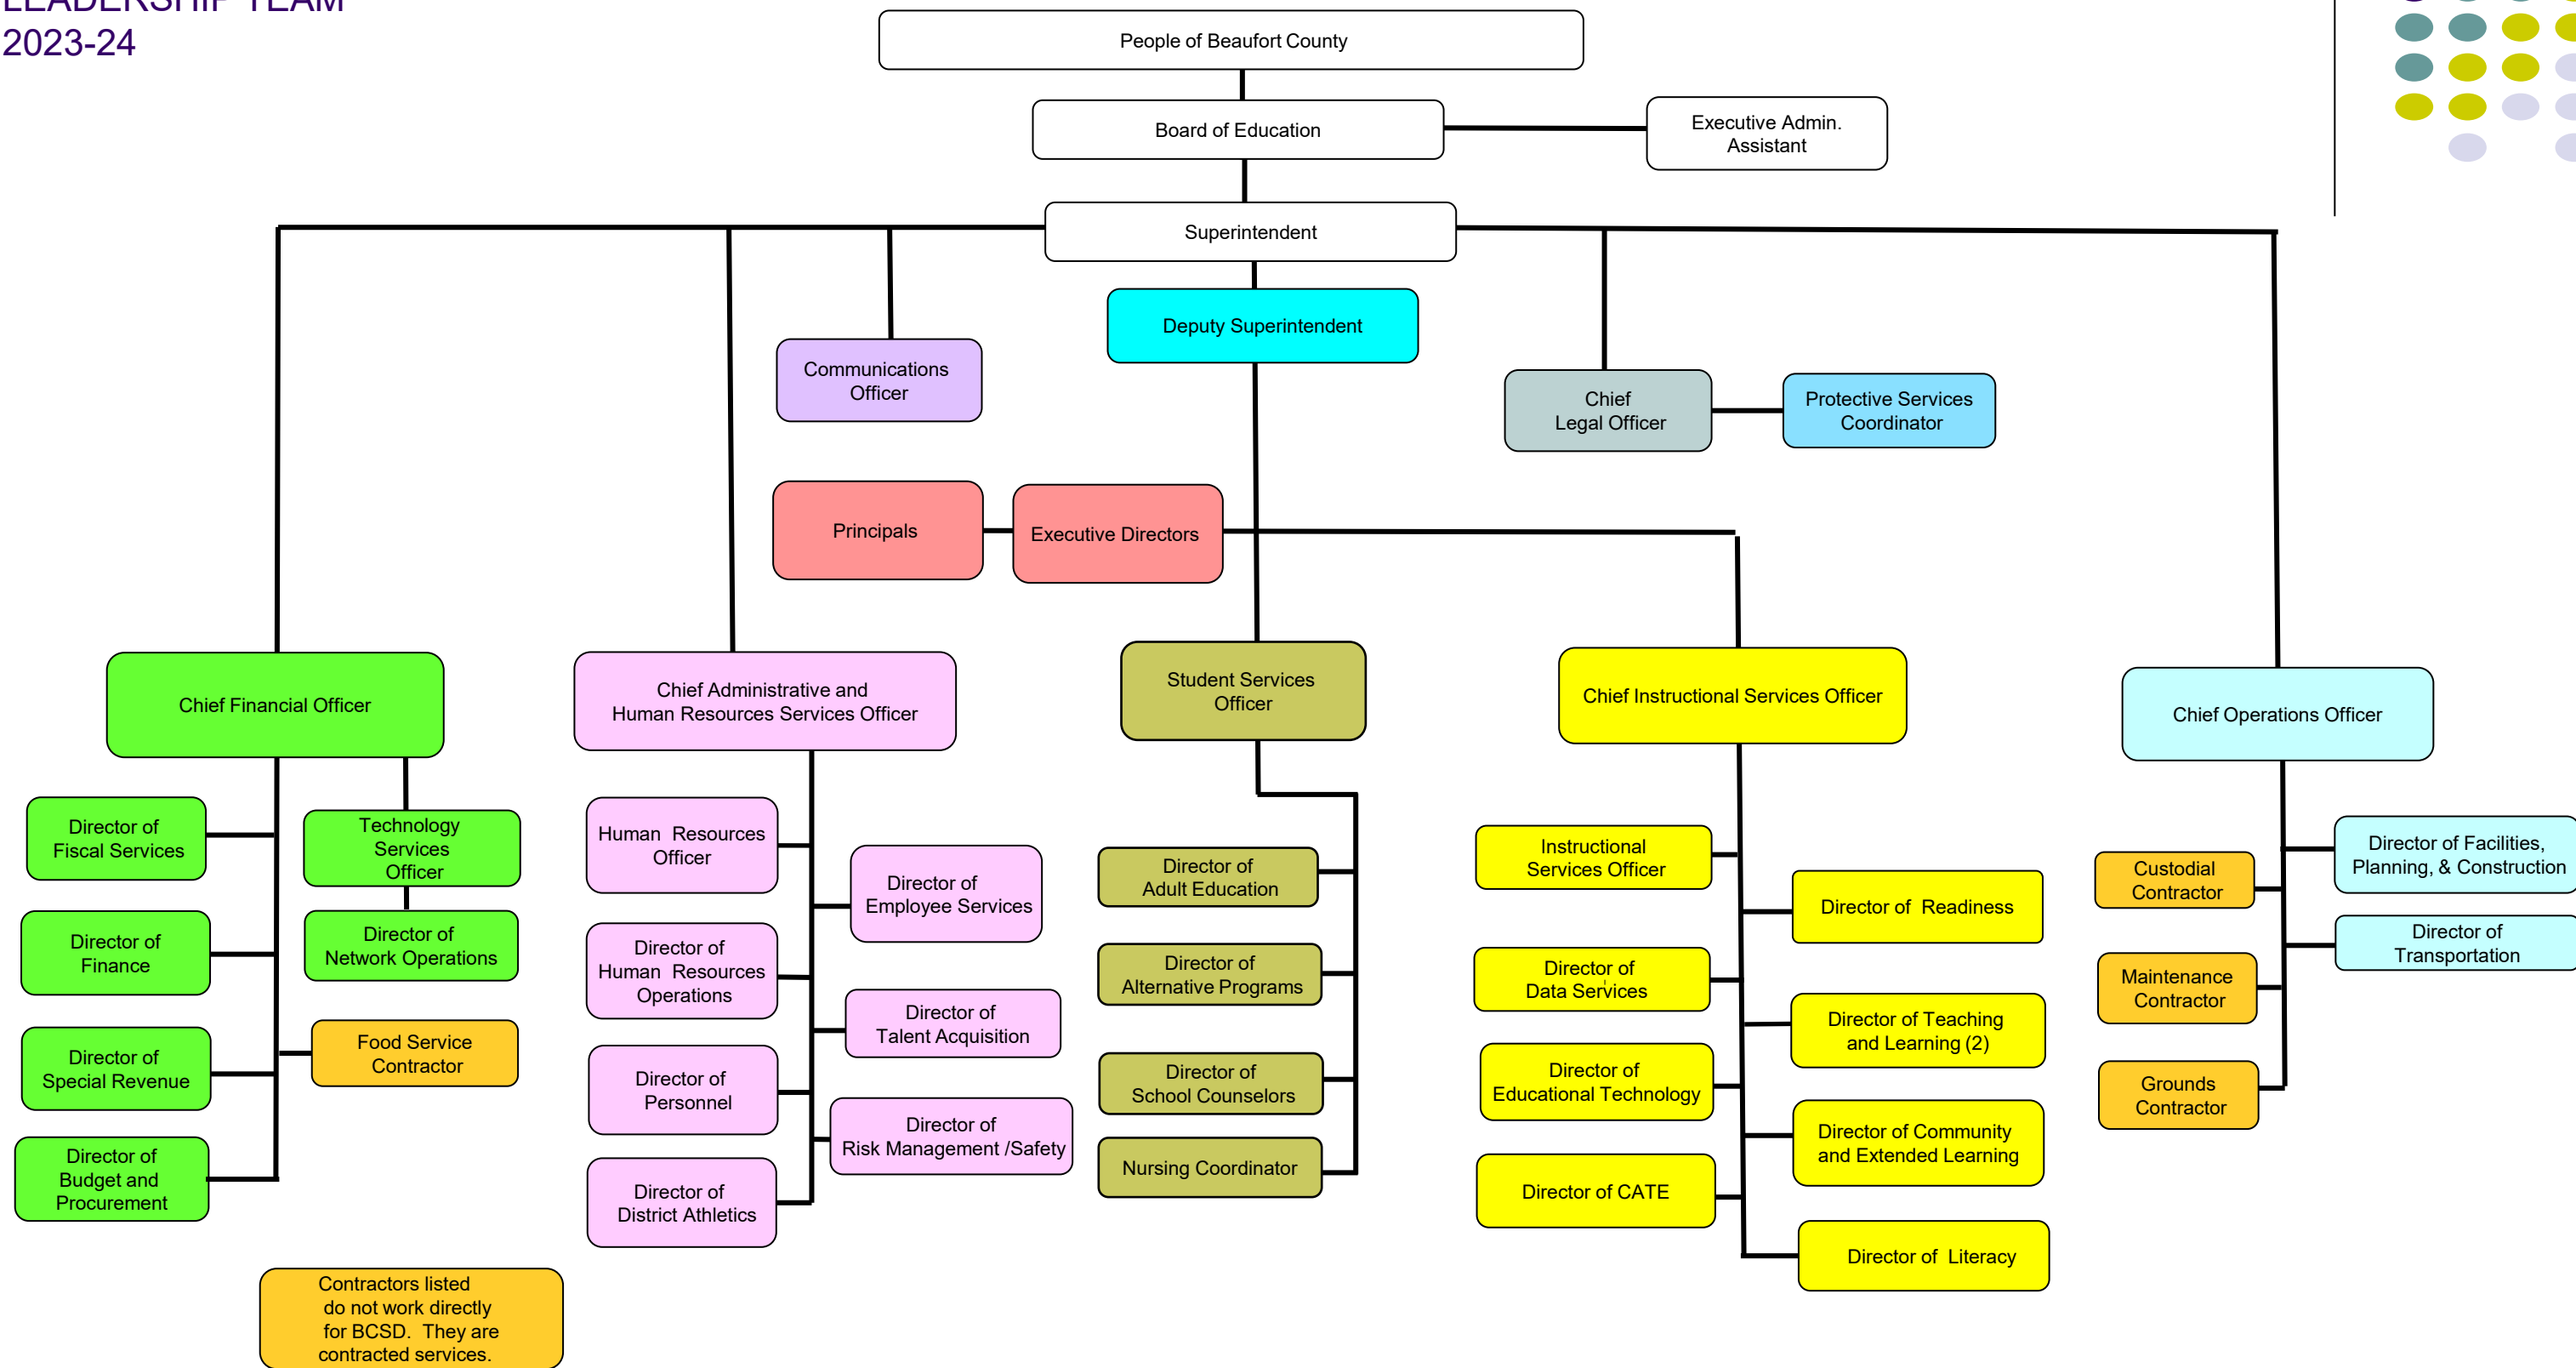 LEADERSHIP TEAM
2023-24
People of Beaufort County
Board of Education
Executive Admin.
Assistant
Superintendent
Deputy Superintendent
Communications
Officer
Chief
Legal Officer
Protective Services
Coordinator
Principals
Executive Directors
Chief Financial Officer
Chief Administrative and
Human Resources Services Officer
Student Services
Officer
Chief Instructional Services Officer
Chief Operations Officer
Director of
Fiscal Services
Technology
Services
Officer
Director of
Finance
Director of
Network Operations
Director of
Special Revenue
Food Service
Contractor
Director of
Budget and
Procurement
Human Resources
Officer
Director of
Employee Services
Director of
Human Resources
Operations
Director of
Talent Acquisition
Director of
Personnel
Director of
Risk Management /Safety
Director of
District Athletics
Director of
Adult Education
Director of
Alternative Programs
Director of
School Counselors
Nursing Coordinator
Instructional
Services Officer
Director of Readiness
Director of
Data Services
Director of Teaching
and Learning (2)
Director of
Educational Technology
Director of Community
and Extended Learning
Director of CATE
Director of Literacy
Director of Facilities,
Planning, & Construction
Custodial
Contractor
Director of
Transportation
Maintenance
Contractor
Grounds
Contractor
Contractors listed
do not work directly
for BCSD. They are
contracted services.